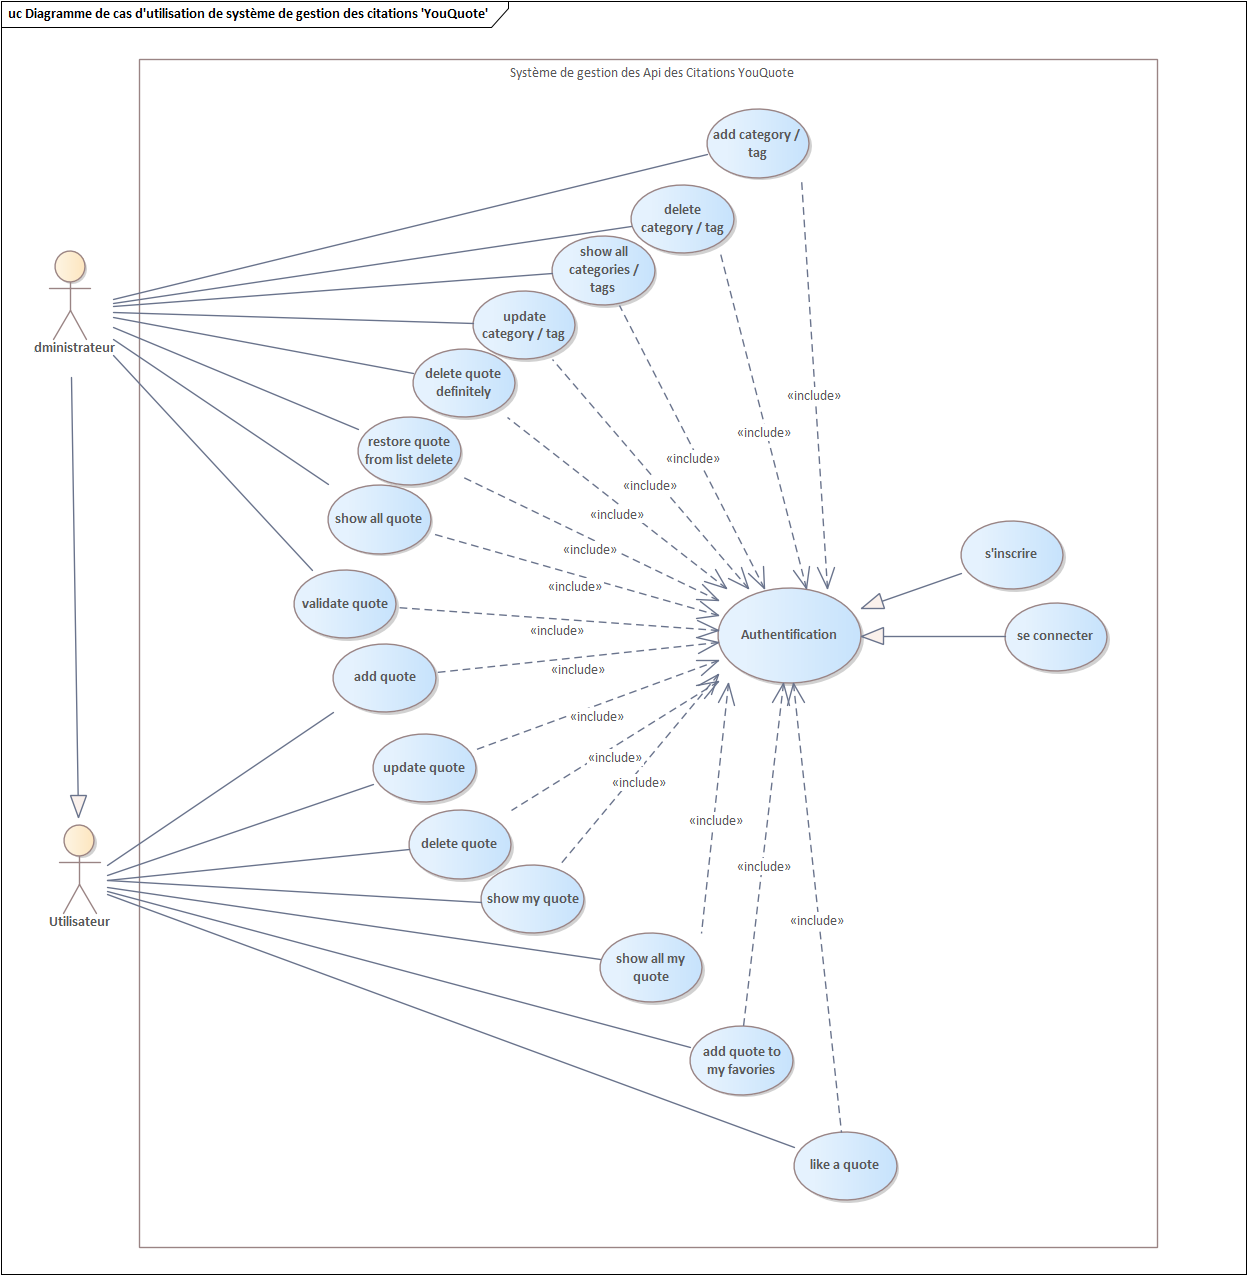 uc Diagramme de cas d'utilisation de système de gestion des citations 'YouQuote'
Système de gestion des Api des Citations YouQuote
add category /
tag
delete
category / tag
show all
categories /
tags
update
category / tag
dministrateur
delete quote
definitely
«include»
«include»
restore quote
from list delete
«include»
«include»
show all quote
«include»
«include»
s'inscrire
«include»
validate quote
«include»
Authentification
se connecter
add quote
«include»
«include»
update quote
«include»
«include»
«include»
delete quote
«include»
show my quote
«include»
Utilisateur
show all my
quote
add quote to
my favories
like a quote